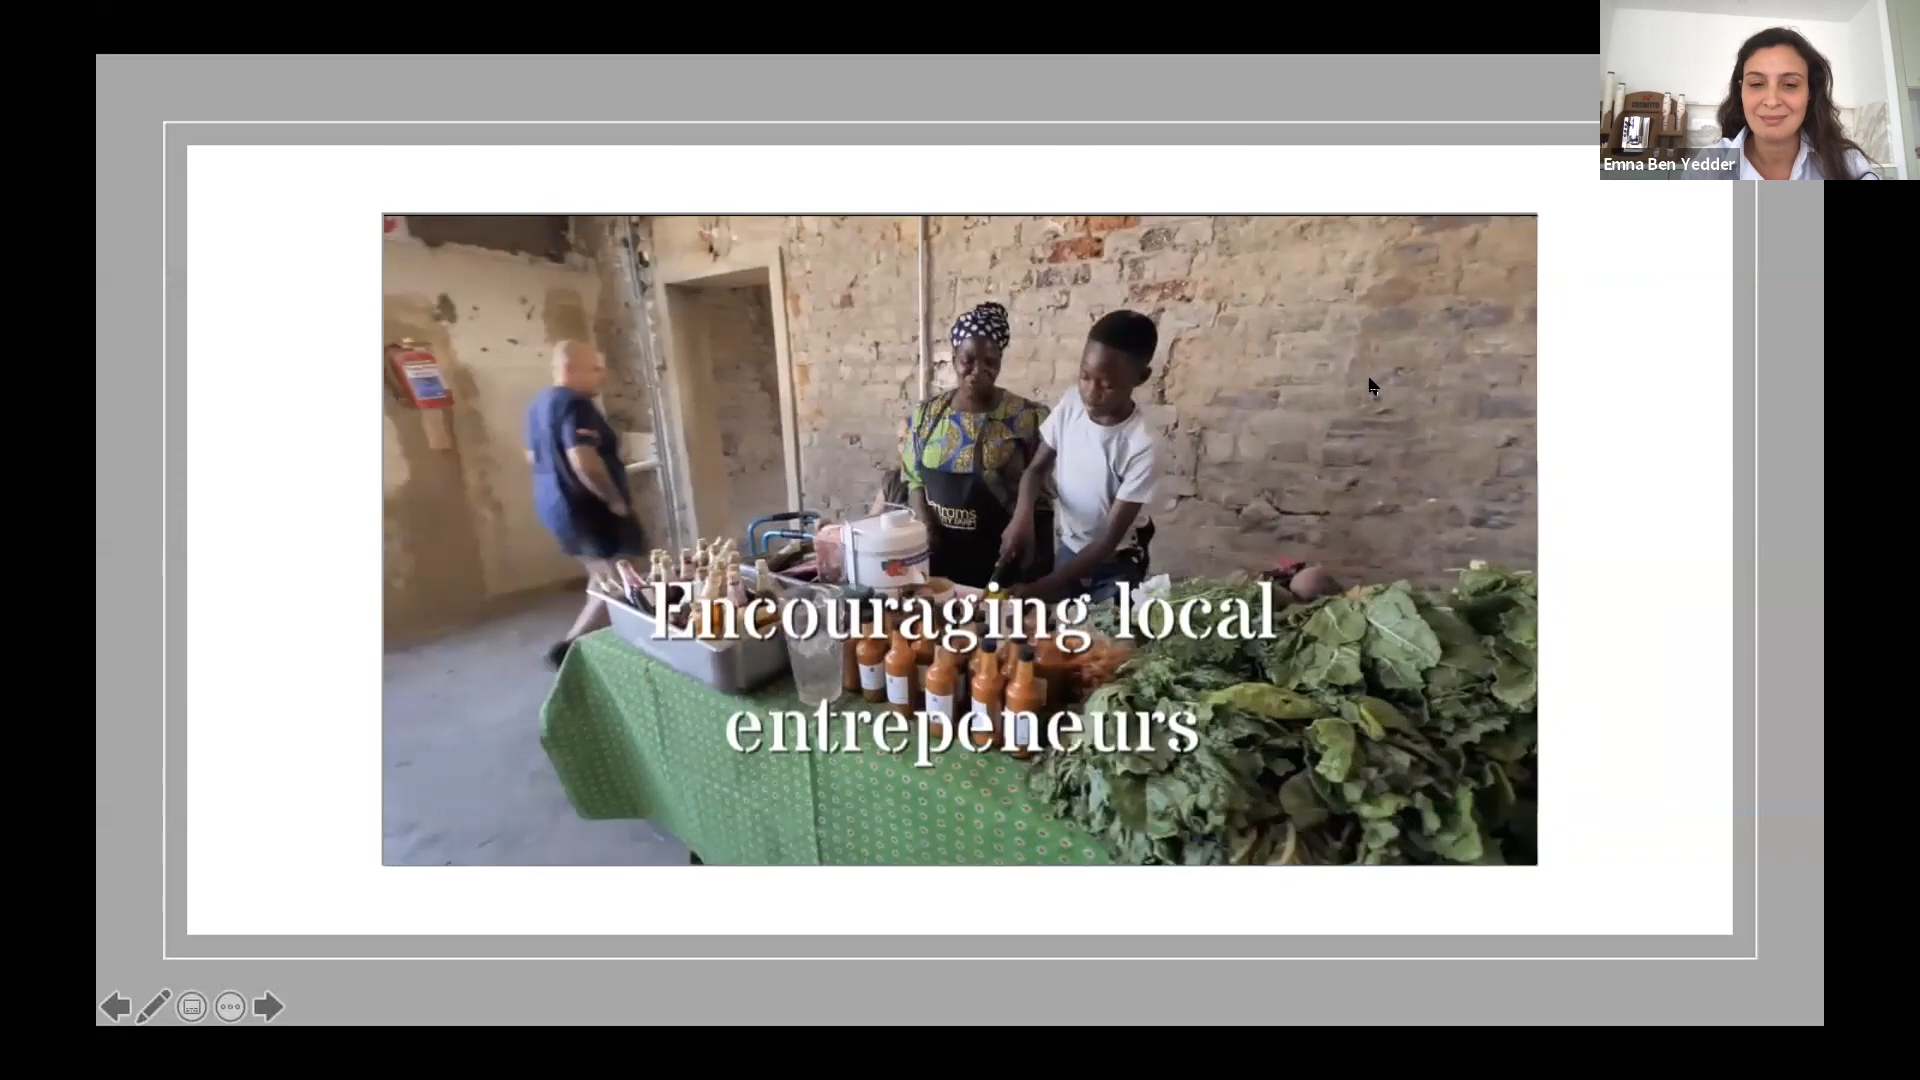 Emna Ben Yedder
Encouraging local
entrepeneurs